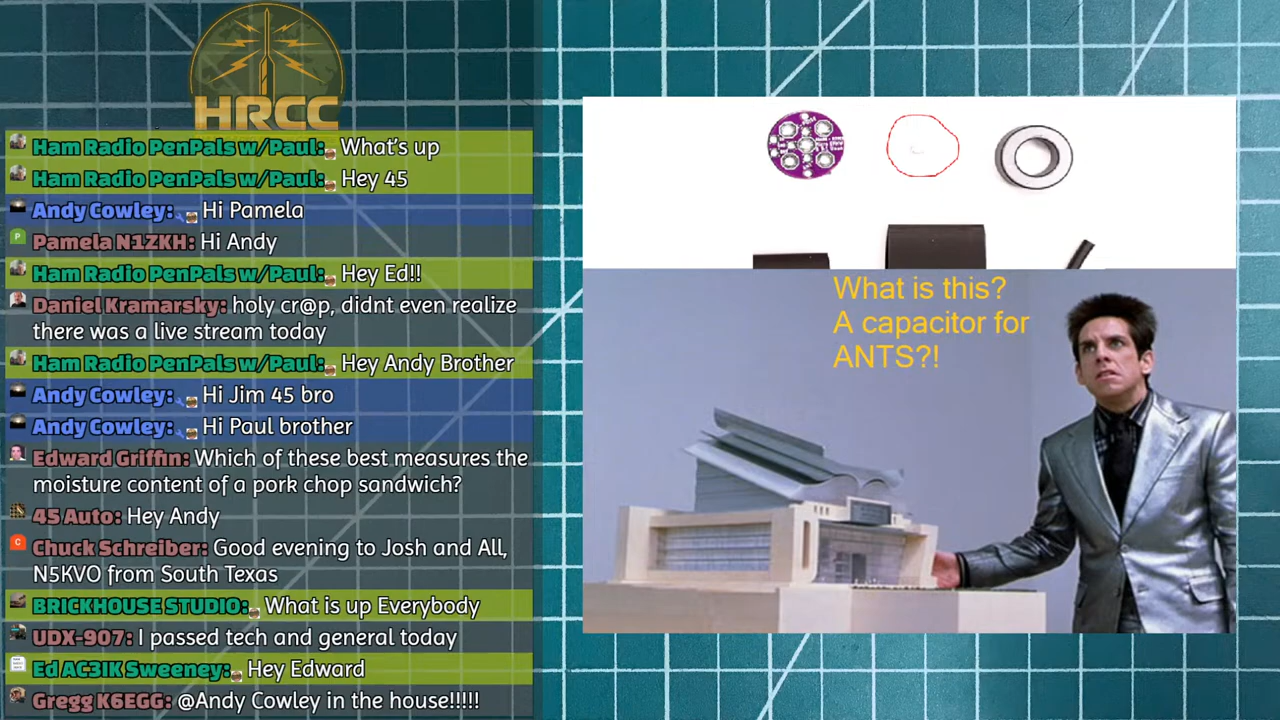 HRCC
Ham Radio PenPals w/Paul: What's up
Ham Radio PenPals w/Paul: Hey 45
Andy Cowley: Hi Pamela
Pamela N1ZKH: Hi Andy
Ham Radio PenPals w/Paul: Hey Ed!!
Daniel Kramarsky: holy cr@p, didnt even realize
there was a live stream today
Ham Radio PenPals w/Paul: Hey Andy Brother
Andy Cowley: Hi Jim 45 bro
Andy Cowley: Hi Paul brother
Edward Griffin: Which of these best measures the
moisture content of a pork chop sandwich?
45 Auto: Hey Andy
Chuck Schreiber: Good evening to Josh and All,
N5KVO from South Texas
BRICKHOUSE STUDIO: What is up Everybody
UDX-907: I passed tech and general today
Ed AC3IK Sweeney: Hey Edward
Gregg K6EGG: @Andy Cowley in the house!!!!!
What is this?
A capacitor for
ANTS?!